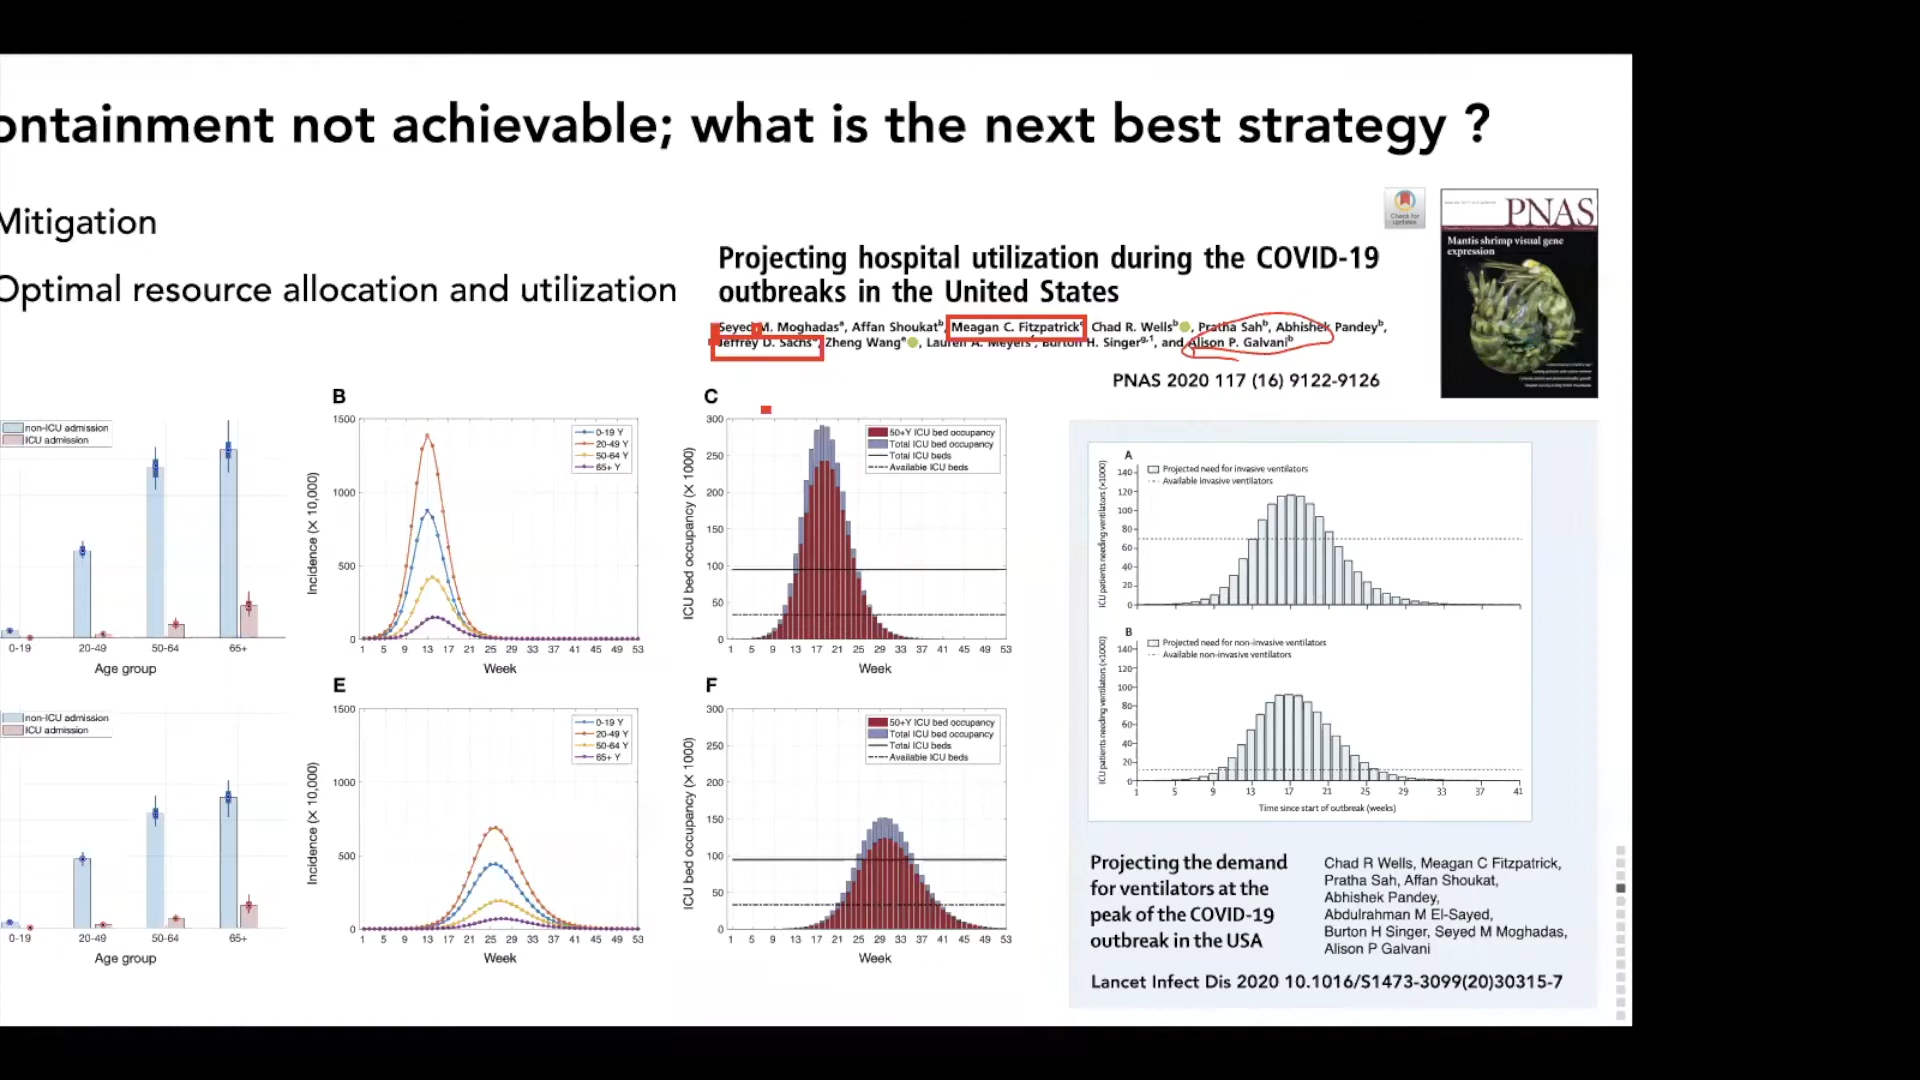 ontainment not achievable; what is the next best strategy ?
Mitigation
Optimal resource allocation and utilization
Check for
updates
PNAS
Mantis shrimp visual gene
expression
Projecting hospital utilization during the COVID-19
outbreaks in the United States
Seyed M. Moghadasᵃ, Affan Shoukatᵇ, Meagan C. Fitzpatrickᶜ, Chad R. Wellsᵇ, Pratha Sahᵇ, Abhishek Pandeyᵇ,
Jeffrey D. Sachs, Zheng Wangᵉ, Lauren A. Meyersᶠ, Burton H. Singerᵍ,¹, and Alison P. Galvaniᵇ
PNAS 2020 117 (16) 9122-9126
non-ICU admission
ICU admission
0-19 20-49 50-64 65+
Age group
B
1500
1000
500
0
Incidence (× 10,000)
0-19 Y
20-49 Y
50-64 Y
65+ Y
1 5 9 13 17 21 25 29 33 37 41 45 49 53
Week
C
300
250
200
150
100
50
0
ICU bed occupancy (× 1000)
50+Y ICU bed occupancy
Total ICU bed occupancy
Total ICU beds
Available ICU beds
1 5 9 13 17 21 25 29 33 37 41 45 49 53
Week
non-ICU admission
ICU admission
0-19 20-49 50-64 65+
Age group
E
1500
1000
500
0
Incidence (× 10,000)
0-19 Y
20-49 Y
50-64 Y
65+ Y
1 5 9 13 17 21 25 29 33 37 41 45 49 53
Week
F
300
250
200
150
100
50
0
ICU bed occupancy (× 1000)
50+Y ICU bed occupancy
Total ICU bed occupancy
Total ICU beds
Available ICU beds
1 5 9 13 17 21 25 29 33 37 41 45 49 53
Week
A
140
120
100
80
60
40
20
0
ICU patients needing ventilators (×1000)
Projected need for invasive ventilators
Available invasive ventilators
B
140
120
100
80
60
40
20
0
ICU patients needing ventilators (×1000)
Projected need for non-invasive ventilators
Available non-invasive ventilators
1 5 9 13 17 21 25 29 33 37 41
Time since start of outbreak (weeks)
Projecting the demand
for ventilators at the
peak of the COVID-19
outbreak in the USA
Chad R Wells, Meagan C Fitzpatrick,
Pratha Sah, Affan Shoukat,
Abhishek Pandey,
Abdulrahman M El-Sayed,
Burton H Singer, Seyed M Moghadas,
Alison P Galvani
Lancet Infect Dis 2020 10.1016/S1473-3099(20)30315-7